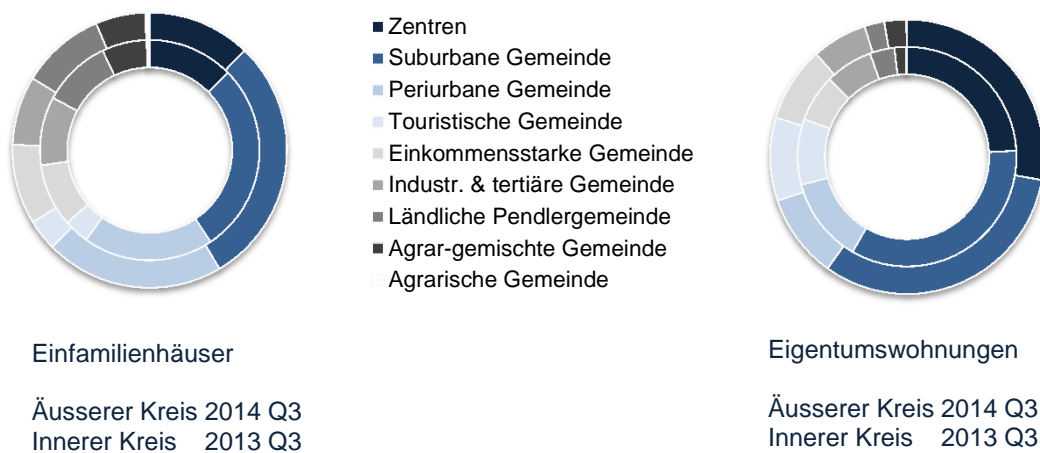 Zentren
Suburbane Gemeinde
Periurbane Gemeinde
Touristische Gemeinde
Einkommensstarke Gemeinde
Industr. & tertiäre Gemeinde
Ländliche Pendlergemeinde
Agrar-gemischte Gemeinde
Agrarische Gemeinde
Einfamilienhäuser
Äusserer Kreis 2014 Q3
Innerer Kreis 2013 Q3
Eigentumswohnungen
Äusserer Kreis 2014 Q3
Innerer Kreis 2013 Q3